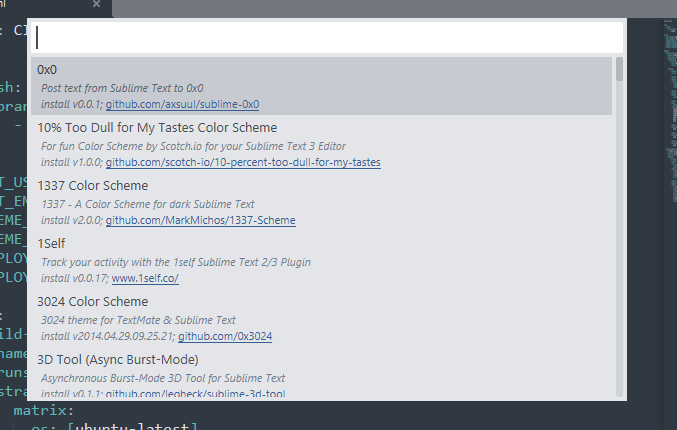 : CI
0x0
Post text from Sublime Text to 0x0
install v0.0.1; github.com/axsuul/sublime-0x0
10% Too Dull for My Tastes Color Scheme
For fun Color Scheme by Scotch.io for your Sublime Text 3 Editor
install v1.0.0; github.com/scotch-io/10-percent-too-dull-for-my-tastes
1337 Color Scheme
1337 - A Color Scheme for dark Sublime Text
install v2.0.0; github.com/MarkMichos/1337-Scheme
1Self
Track your activity with the 1self Sublime Text 2/3 Plugin
install v0.0.17; www.1self.co/
3024 Color Scheme
3024 theme for TextMate & Sublime Text
install v2014.04.29.09.25.21; github.com/0x3024
3D Tool (Async Burst-Mode)
Asynchronous Burst-Mode 3D Tool for Sublime Text
install v0.1.1; github.com/leoheck/sublime-3d-tool
sh:
bran
-
T_US
T_EM
EME_
EME_
PLOY
PLOY
:
ild-
name
runs
stra
matrix:
os: [ubuntu-latest]